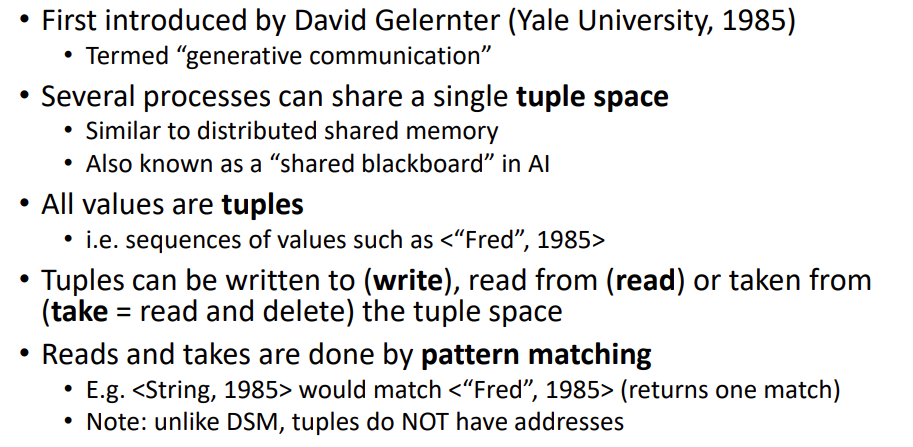 • First introduced by David Gelernter (Yale University, 1985)
• Termed “generative communication”
• Several processes can share a single tuple space
• Similar to distributed shared memory
• Also known as a “shared blackboard” in AI
• All values are tuples
• i.e. sequences of values such as <“Fred”, 1985>
• Tuples can be written to (write), read from (read) or taken from
(take = read and delete) the tuple space
• Reads and takes are done by pattern matching
• E.g. <String, 1985> would match <“Fred”, 1985> (returns one match)
• Note: unlike DSM, tuples do NOT have addresses